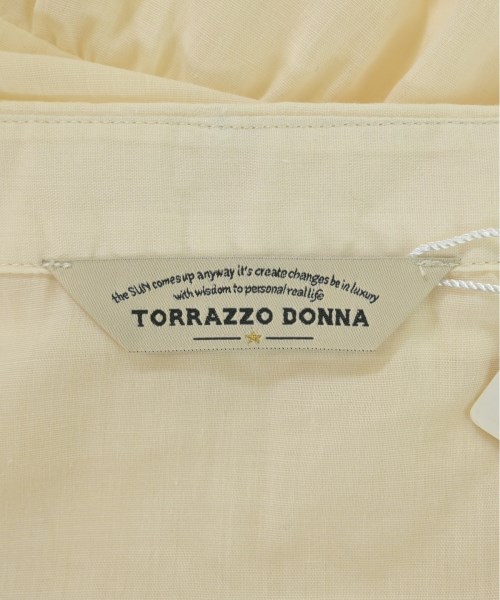 the SUN comes up anyway it's create changes be in luxury
with wisdom to personal real life
TORRAZZO DONNA